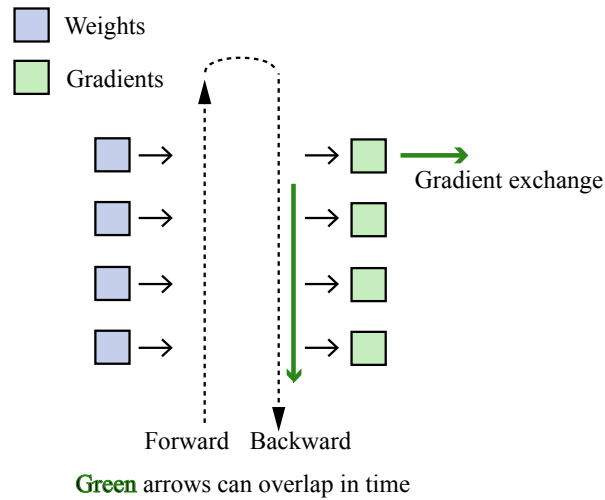 Weights
Gradients
Gradient exchange
Forward
Backward
Green arrows can overlap in time